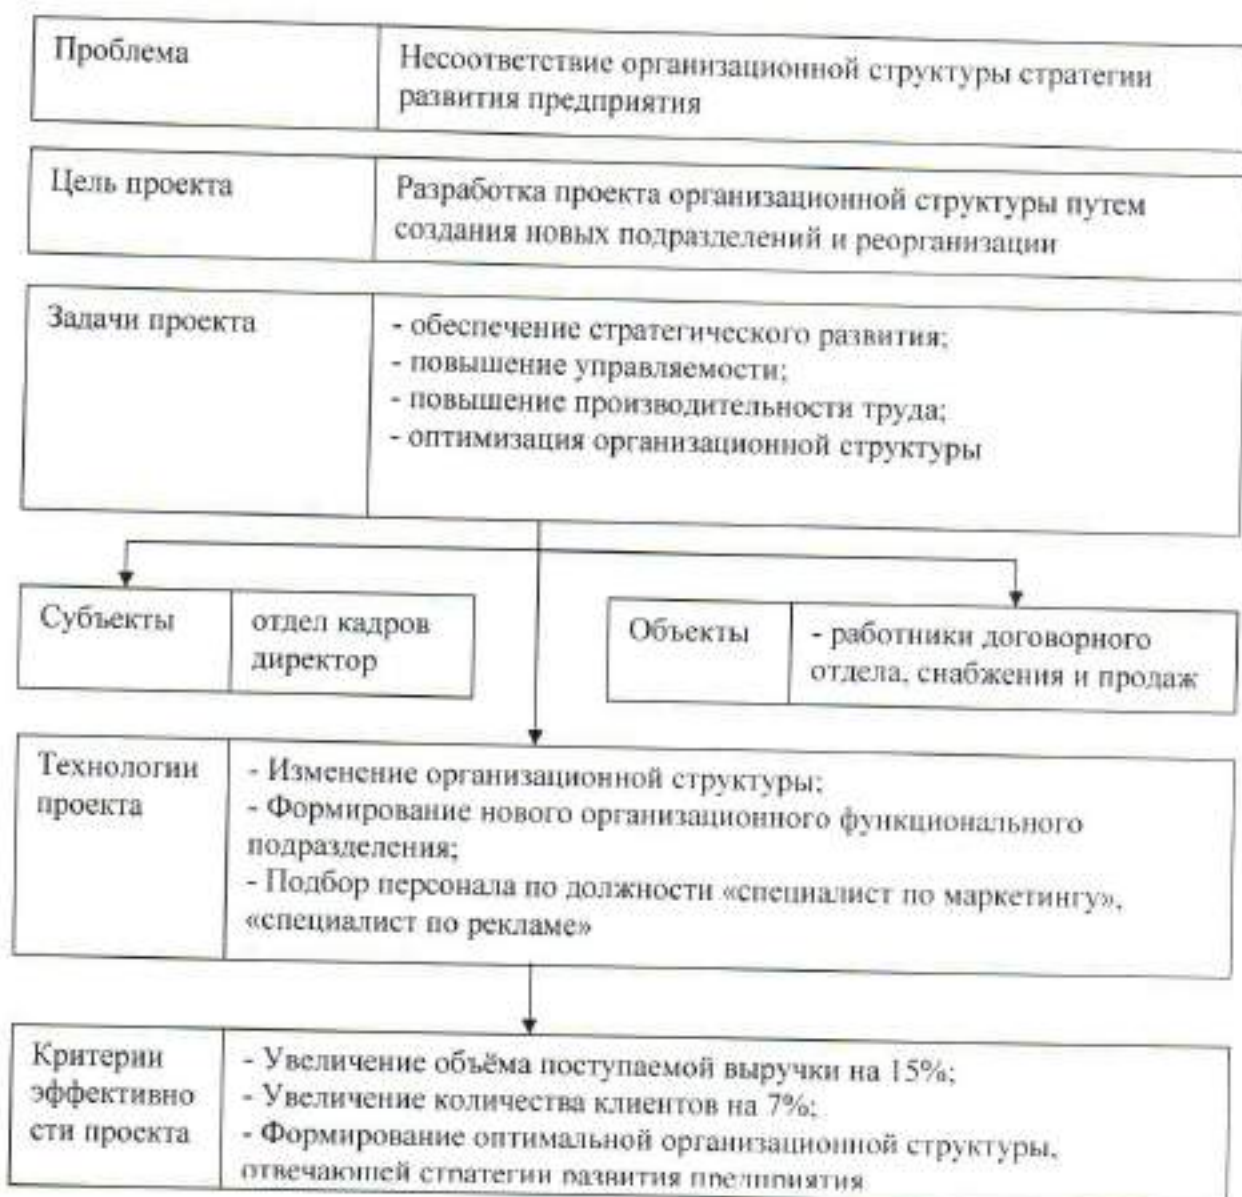 Проблема
Несоответствие организационной структуры стратегии
развития предприятия
Цель проекта
Разработка проекта организационной структуры путем
создания новых подразделений и реорганизации
Задачи проекта
- обеспечение стратегического развития;
- повышение управляемости;
- повышение производительности труда;
- оптимизация организационной структуры
Субъекты
отдел кадров
директор
Объекты
- работники договорного
отдела, снабжения и продаж
Технологии
проекта
- Изменение организационной структуры;
- Формирование нового организационного функционального
подразделения;
- Подбор персонала по должности «специалист по маркетингу»,
«специалист по рекламе»
Критерии
эффективно
сти проекта
- Увеличение объёма поступаемой выручки на 15%;
- Увеличение количества клиентов на 7%;
- Формирование оптимальной организационной структуры,
отвечающей стратегии развития предприятия